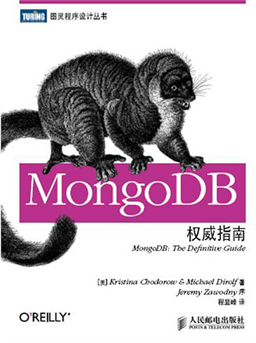 TURING
图灵程序设计丛书
MongoDB
权威指南
MongoDB: The Definitive Guide
[美] Kristina Chodorow & Michael Dirolf 著
Jeremy Zawodny 序
程显峰 译
O'REILLY®
人民邮电出版社
POSTS & TELECOM PRESS